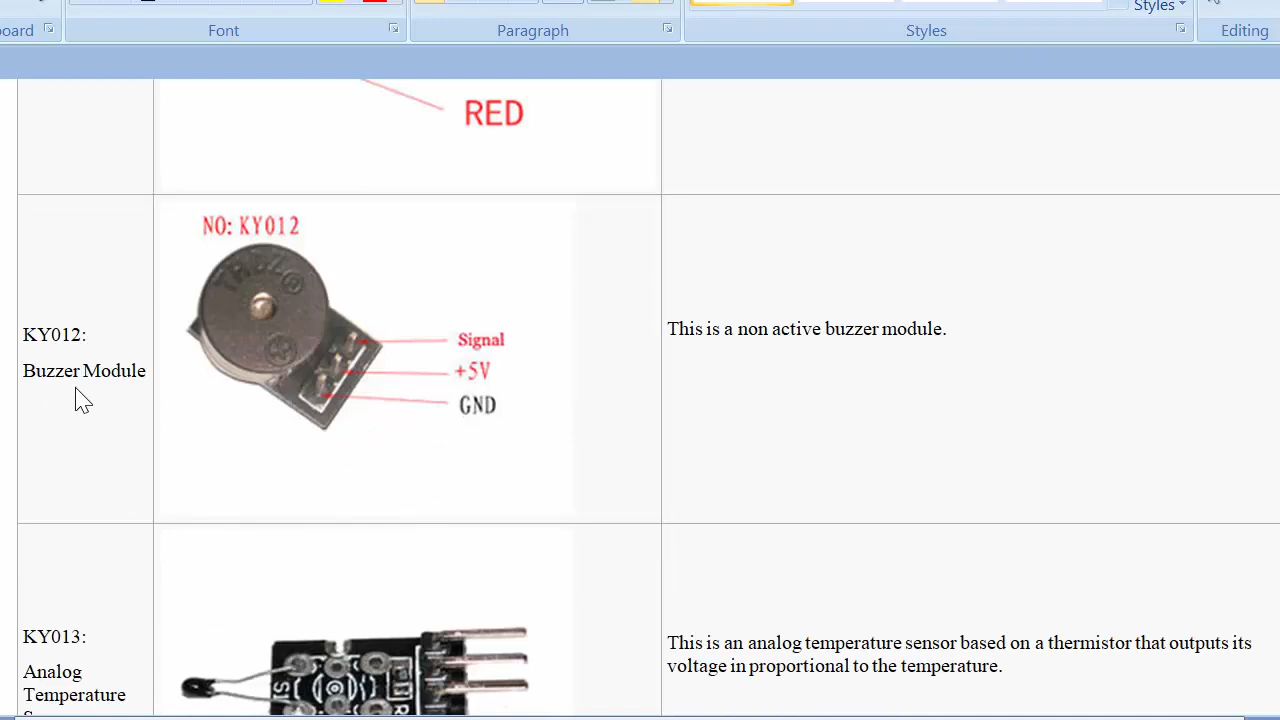 Styles
Font
Paragraph
Styles
Editing
RED
NO: KY012
KY012:
Buzzer Module
Signal
+5V
GND
This is a non active buzzer module.
KY013:
Analog
Temperature
This is an analog temperature sensor based on a thermistor that outputs its
voltage in proportional to the temperature.